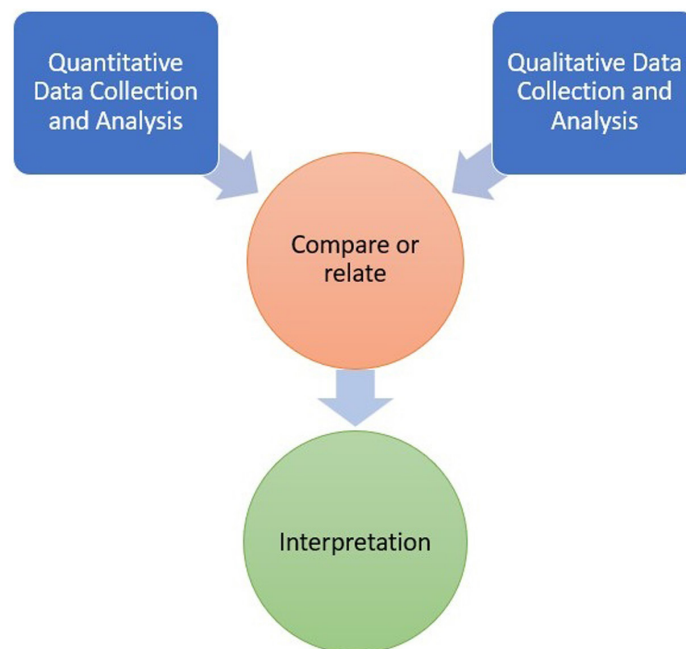 Quantitative
Data Collection
and Analysis
Qualitative Data
Collection and
Analysis
Compare or
relate
Interpretation